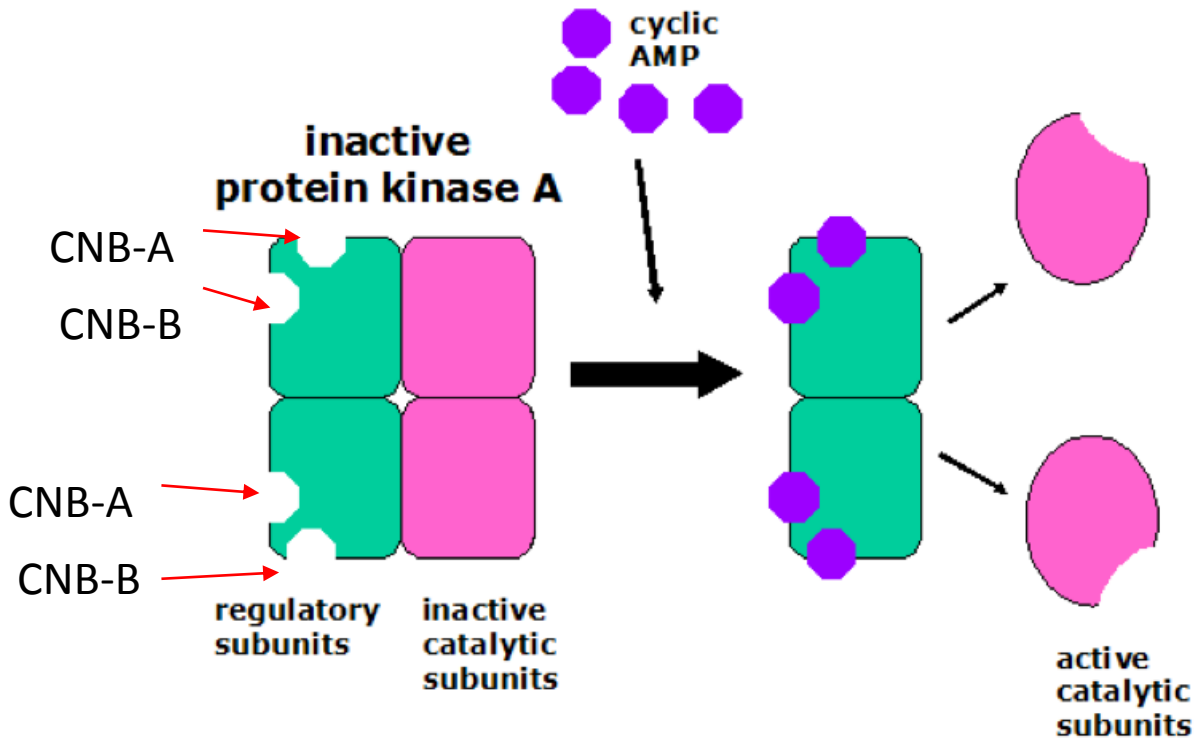 cyclic
AMP
inactive
protein kinase A
CNB-A
CNB-B
CNB-A
CNB-B
regulatory
subunits
inactive
catalytic
subunits
active
catalytic
subunits